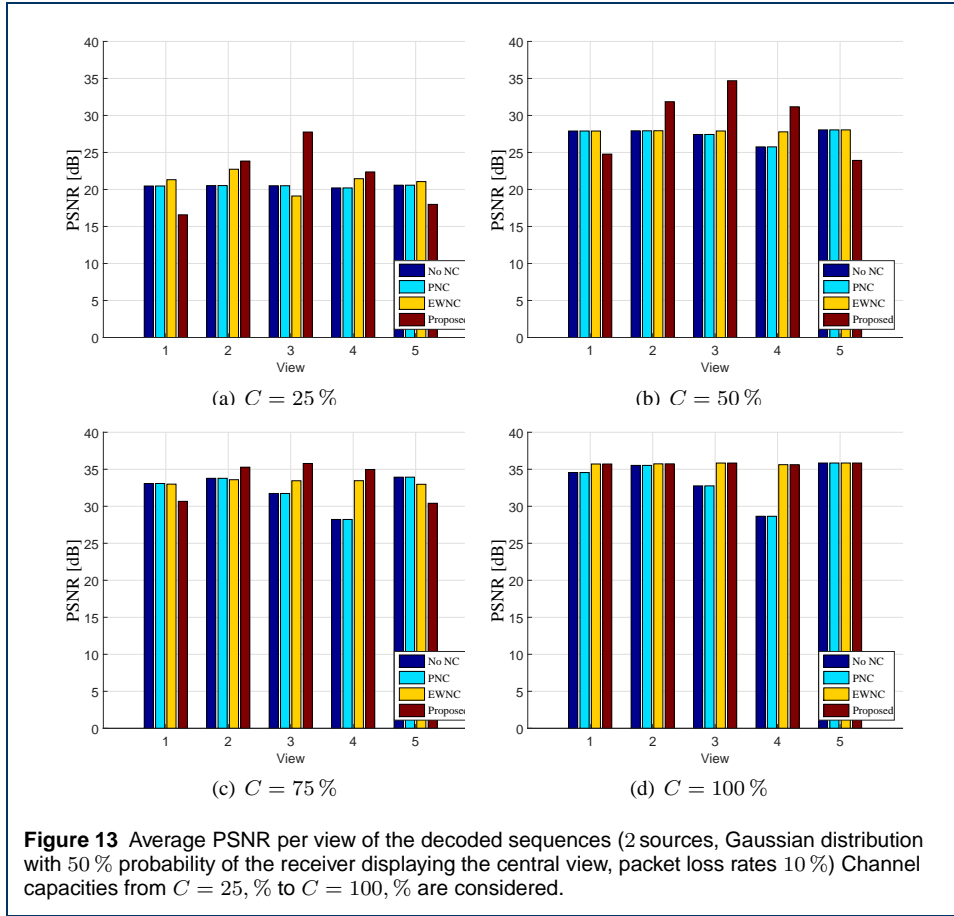 40
35
30
25
20
15
10
5
0
PSNR [dB]
1 2 3 4 5
View
No NC
PNC
EWNC
Proposed
(a) C = 25 %
40
35
30
25
20
15
10
5
0
PSNR [dB]
1 2 3 4 5
View
No NC
PNC
EWNC
Proposed
(b) C = 50 %
40
35
30
25
20
15
10
5
0
PSNR [dB]
1 2 3 4 5
View
No NC
PNC
EWNC
Proposed
(c) C = 75 %
40
35
30
25
20
15
10
5
0
PSNR [dB]
1 2 3 4 5
View
No NC
PNC
EWNC
Proposed
(d) C = 100 %
Figure 13 Average PSNR per view of the decoded sequences (2 sources, Gaussian distribution
with 50 % probability of the receiver displaying the central view, packet loss rates 10 %) Channel
capacities from C = 25, % to C = 100, % are considered.